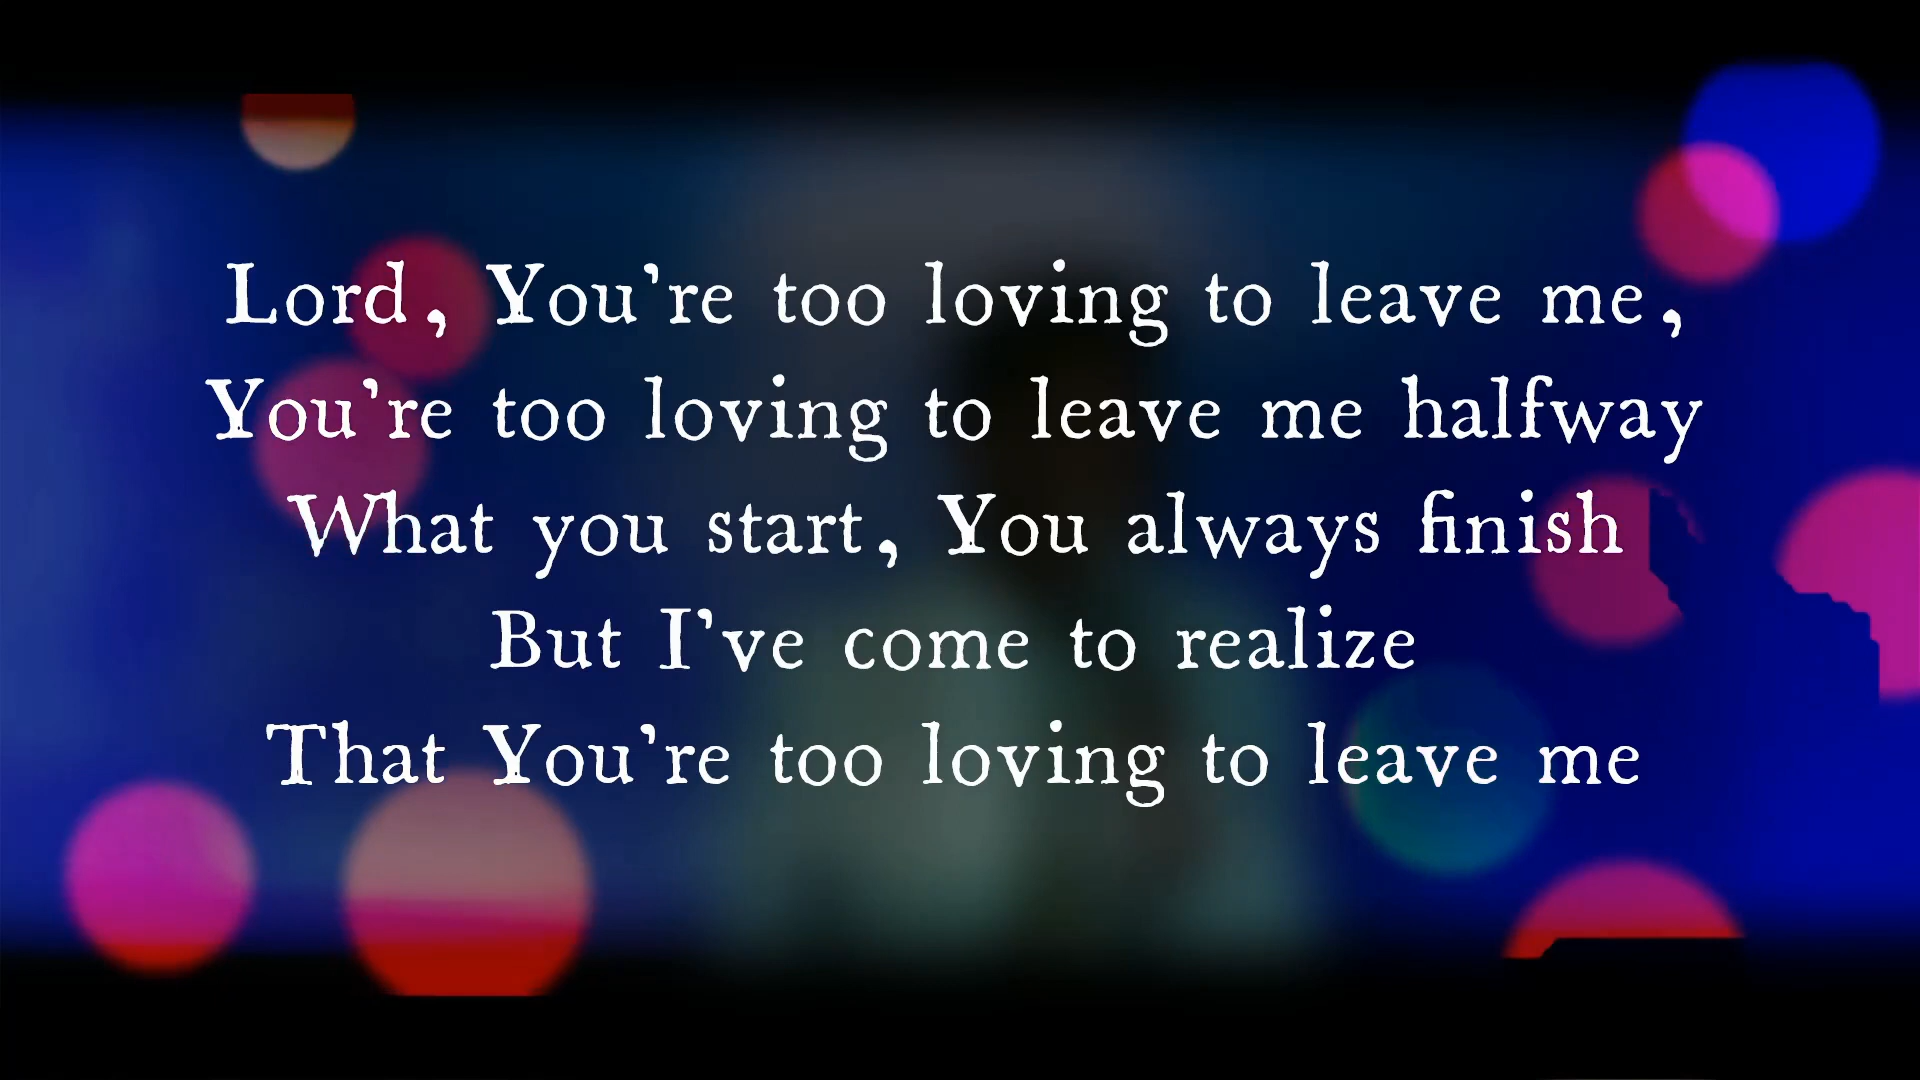 Lord, You're too loving to leave me,
You're too loving to leave me halfway
What you start, You always finish
But I've come to realize
That You're too loving to leave me